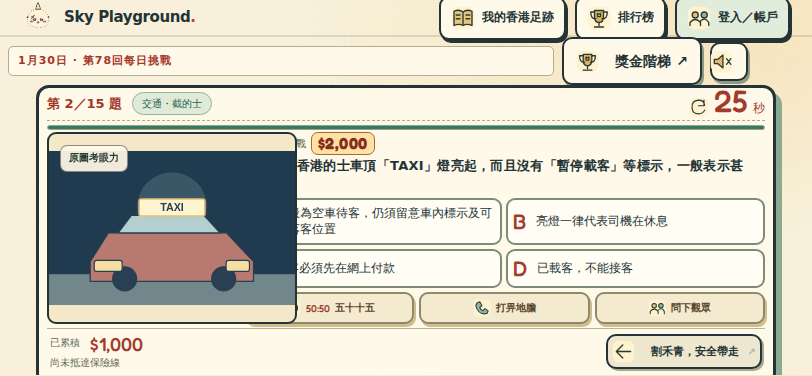 Sky Playground.
我的香港足跡
排行榜
登入／帳戶
1月30日 · 第78回每日挑戰
獎金階梯 ↗
第 2／15 題
交通・截的士
25 秒
原圖考眼力
TAXI
戰 $2,000
香港的士車頂「TAXI」燈亮起，而且沒有「暫停載客」等標示，一般表示甚
為空車待客，仍須留意車內標示及可
客位置
B 亮燈一律代表司機在休息
必須先在網上付款
D 已載客，不能接客
50:50 五十十五
打畀地膽
問下觀眾
已累積 $1,000
尚未抵達保險線
割禾青，安全帶走 ↗